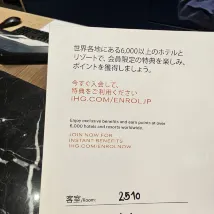 世界各地にある6,000以上のホテルと
リゾートで、会員限定の特典を楽しみ、
ポイントを獲得しましょう。
今すぐ入会して、
特典をご利用ください
IHG.COM/ENROLJP
Enjoy exclusive benefits and earn points at over
6,000 hotels and resorts worldwide.
JOIN NOW FOR
INSTANT BENEFITS
IHG.COM/ENROLNOW
客室/Room: 2510